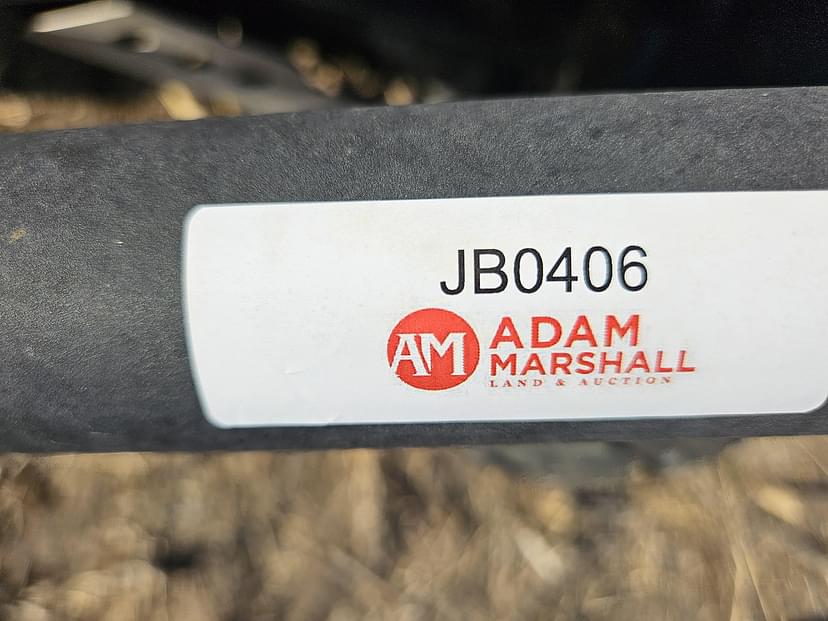 JB0406
AM
ADAM
MARSHALL
LAND & AUCTION